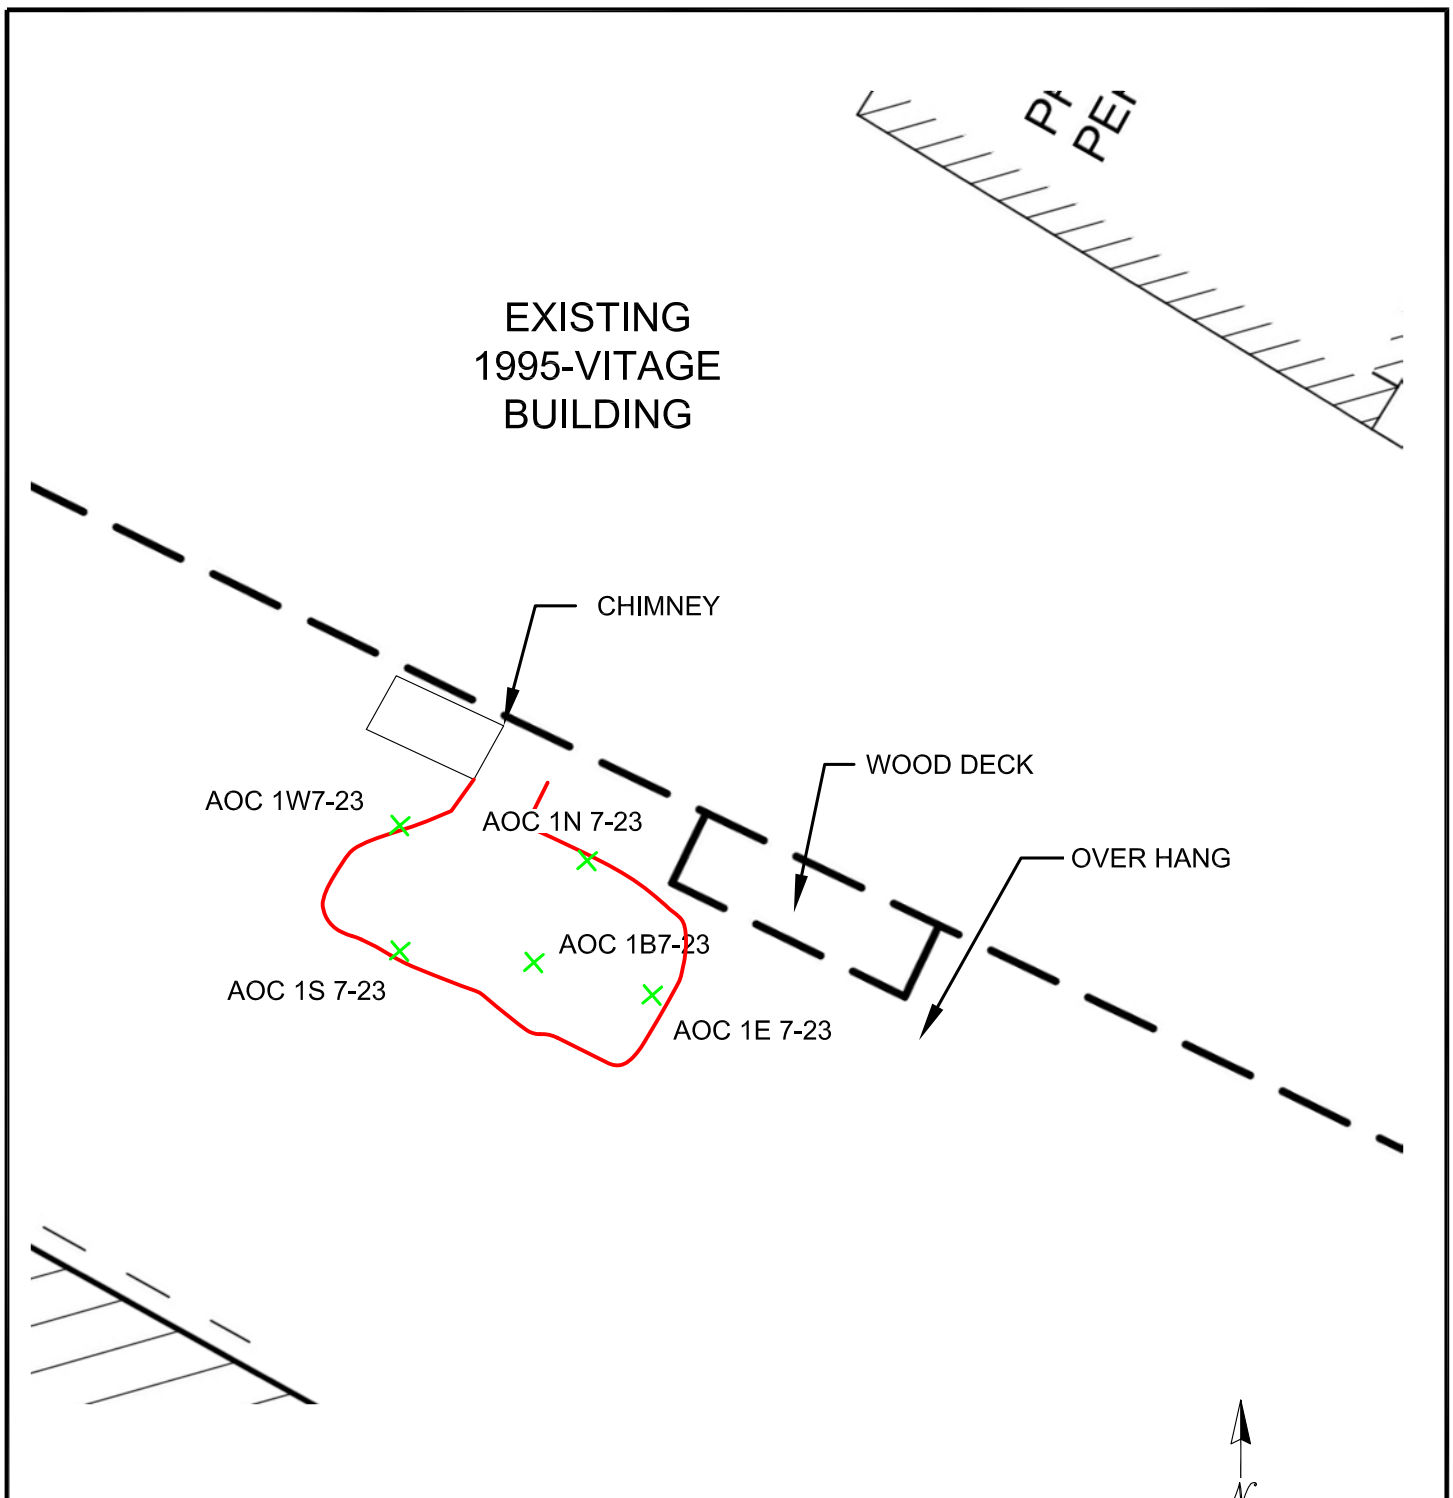 EXISTING
1995-VITAGE
BUILDING
CHIMNEY
WOOD DECK
AOC 1W7-23
AOC 1N 7-23
OVER HANG
AOC 1B7-23
AOC 1S 7-23
AOC 1E 7-23
N